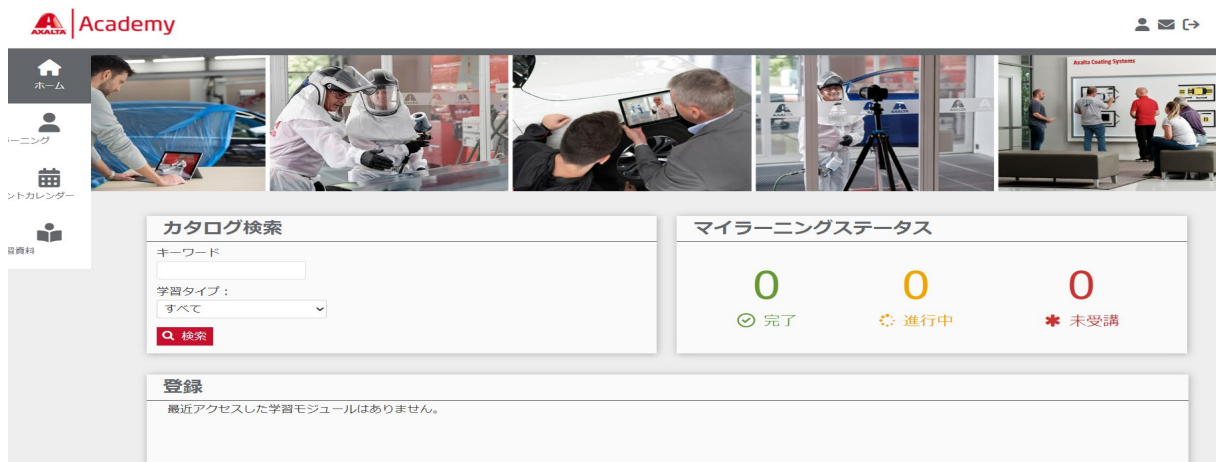 AXALTA Academy
ホーム
ーニング
ントカレンダー
習資料
Axalta Coating Systems
カタログ検索
キーワード
学習タイプ：
すべて
検索
マイラーニングステータス
0
完了
0
進行中
0
未受講
登録
最近アクセスした学習モジュールはありません。